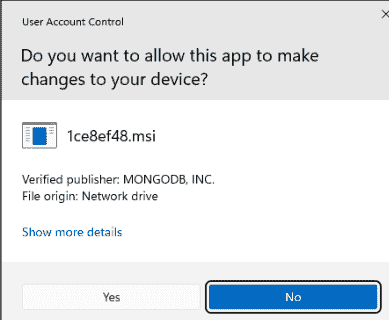 User Account Control
Do you want to allow this app to make
changes to your device?
1ce8ef48.msi
Verified publisher: MONGODB, INC.
File origin: Network drive
Show more details
Yes
No